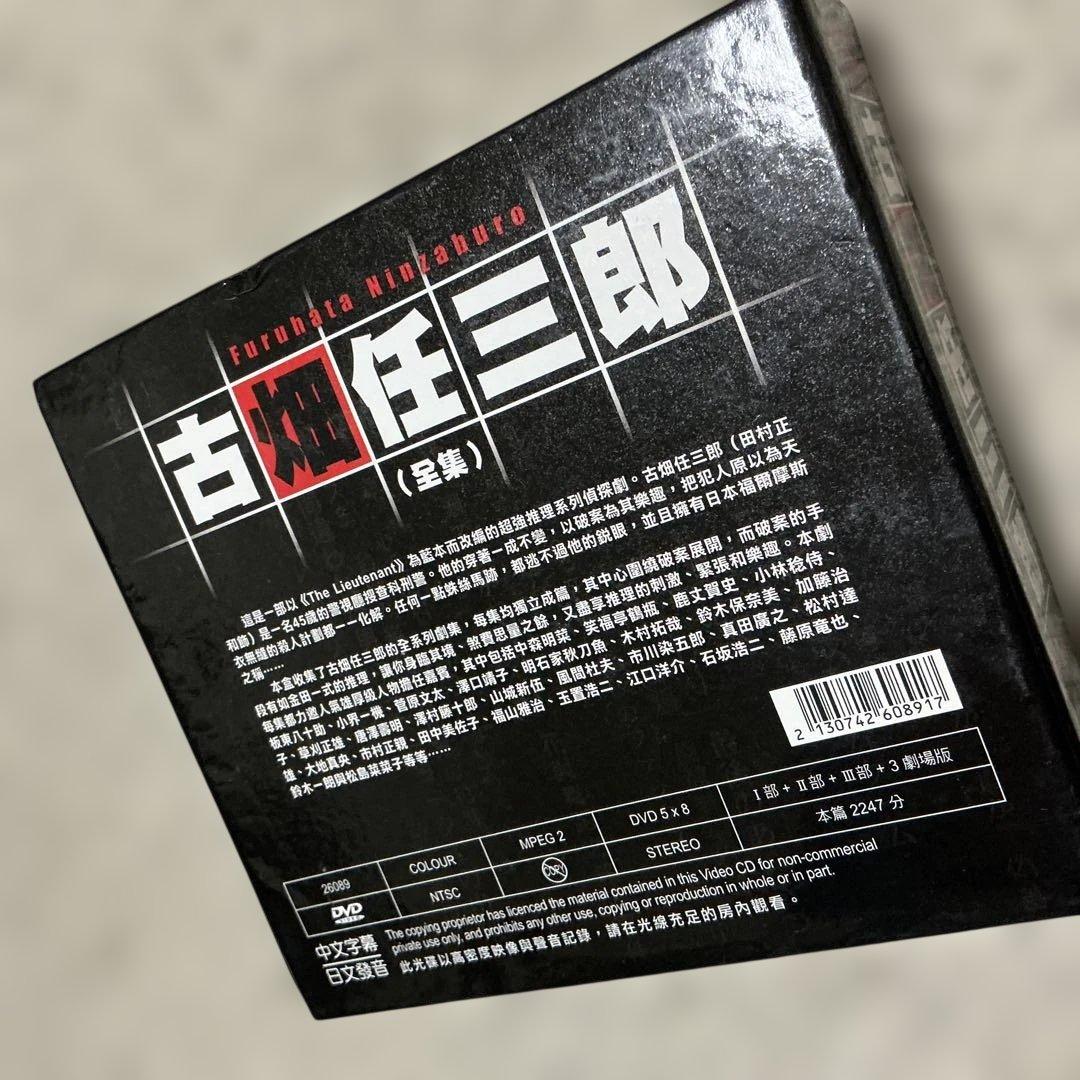 Furuhata Ninzaburo
古畑任三郎
(全集)
這是一部以《The Lieutenant》為藍本而改編的超強推理系列偵探劇。古畑任三郎（田村正
和飾）是一名45歲的警視廳搜查科刑警。他的穿著一成不變，以破案為其樂趣，把犯人原以為天
衣無縫的殺人計劃都一一化解。任何一點蛛絲馬跡，都逃不過他的銳眼，並且擁有日本福爾摩斯
之稱……
本盒收集了古畑任三郎的全系列劇集，每集均獨立成篇，其中心圍繞破案展開，而破案的手
段有如金田一式的推理，讓你身臨其境、煞費思量之餘，又盡享推理的刺激、緊張和樂趣。本劇
每集都力邀人氣雄厚級人物擔任嘉賓，其中包括中森明菜、笑福亭鶴瓶、鹿丈賀史、小林稔侍、
板東八十助、小界一機、菅原文太、澤口靖子、明石家秋刀魚、木村拓哉、鈴木保奈美、加藤治
子、草刈正雄、唐澤壽明、澤村藤十郎、山城新伍、風間杜夫、市川染五郎、真田廣之、松村達
雄、大地真央、市村正親、田中美佐子、福山雅治、玉置浩二、江口洋介、石坂浩二、藤原竜也、
鈴木一朗與松島菜菜子等等……
2 130742 608917
26089 COLOUR MPEG 2 DVD 5 x 8 I部+II部+III部+3劇場版
DVD VIDEO NTSC COPY STEREO 本篇 2247 分
中文字幕
日文發音
The copying proprietor has licenced the material contained in this Video CD for non-commercial
private use only, and prohibits any other use, copying or reproduction in whole or in part.
此光碟以高密度映像與聲音記錄，請在光線充足的房內觀看。